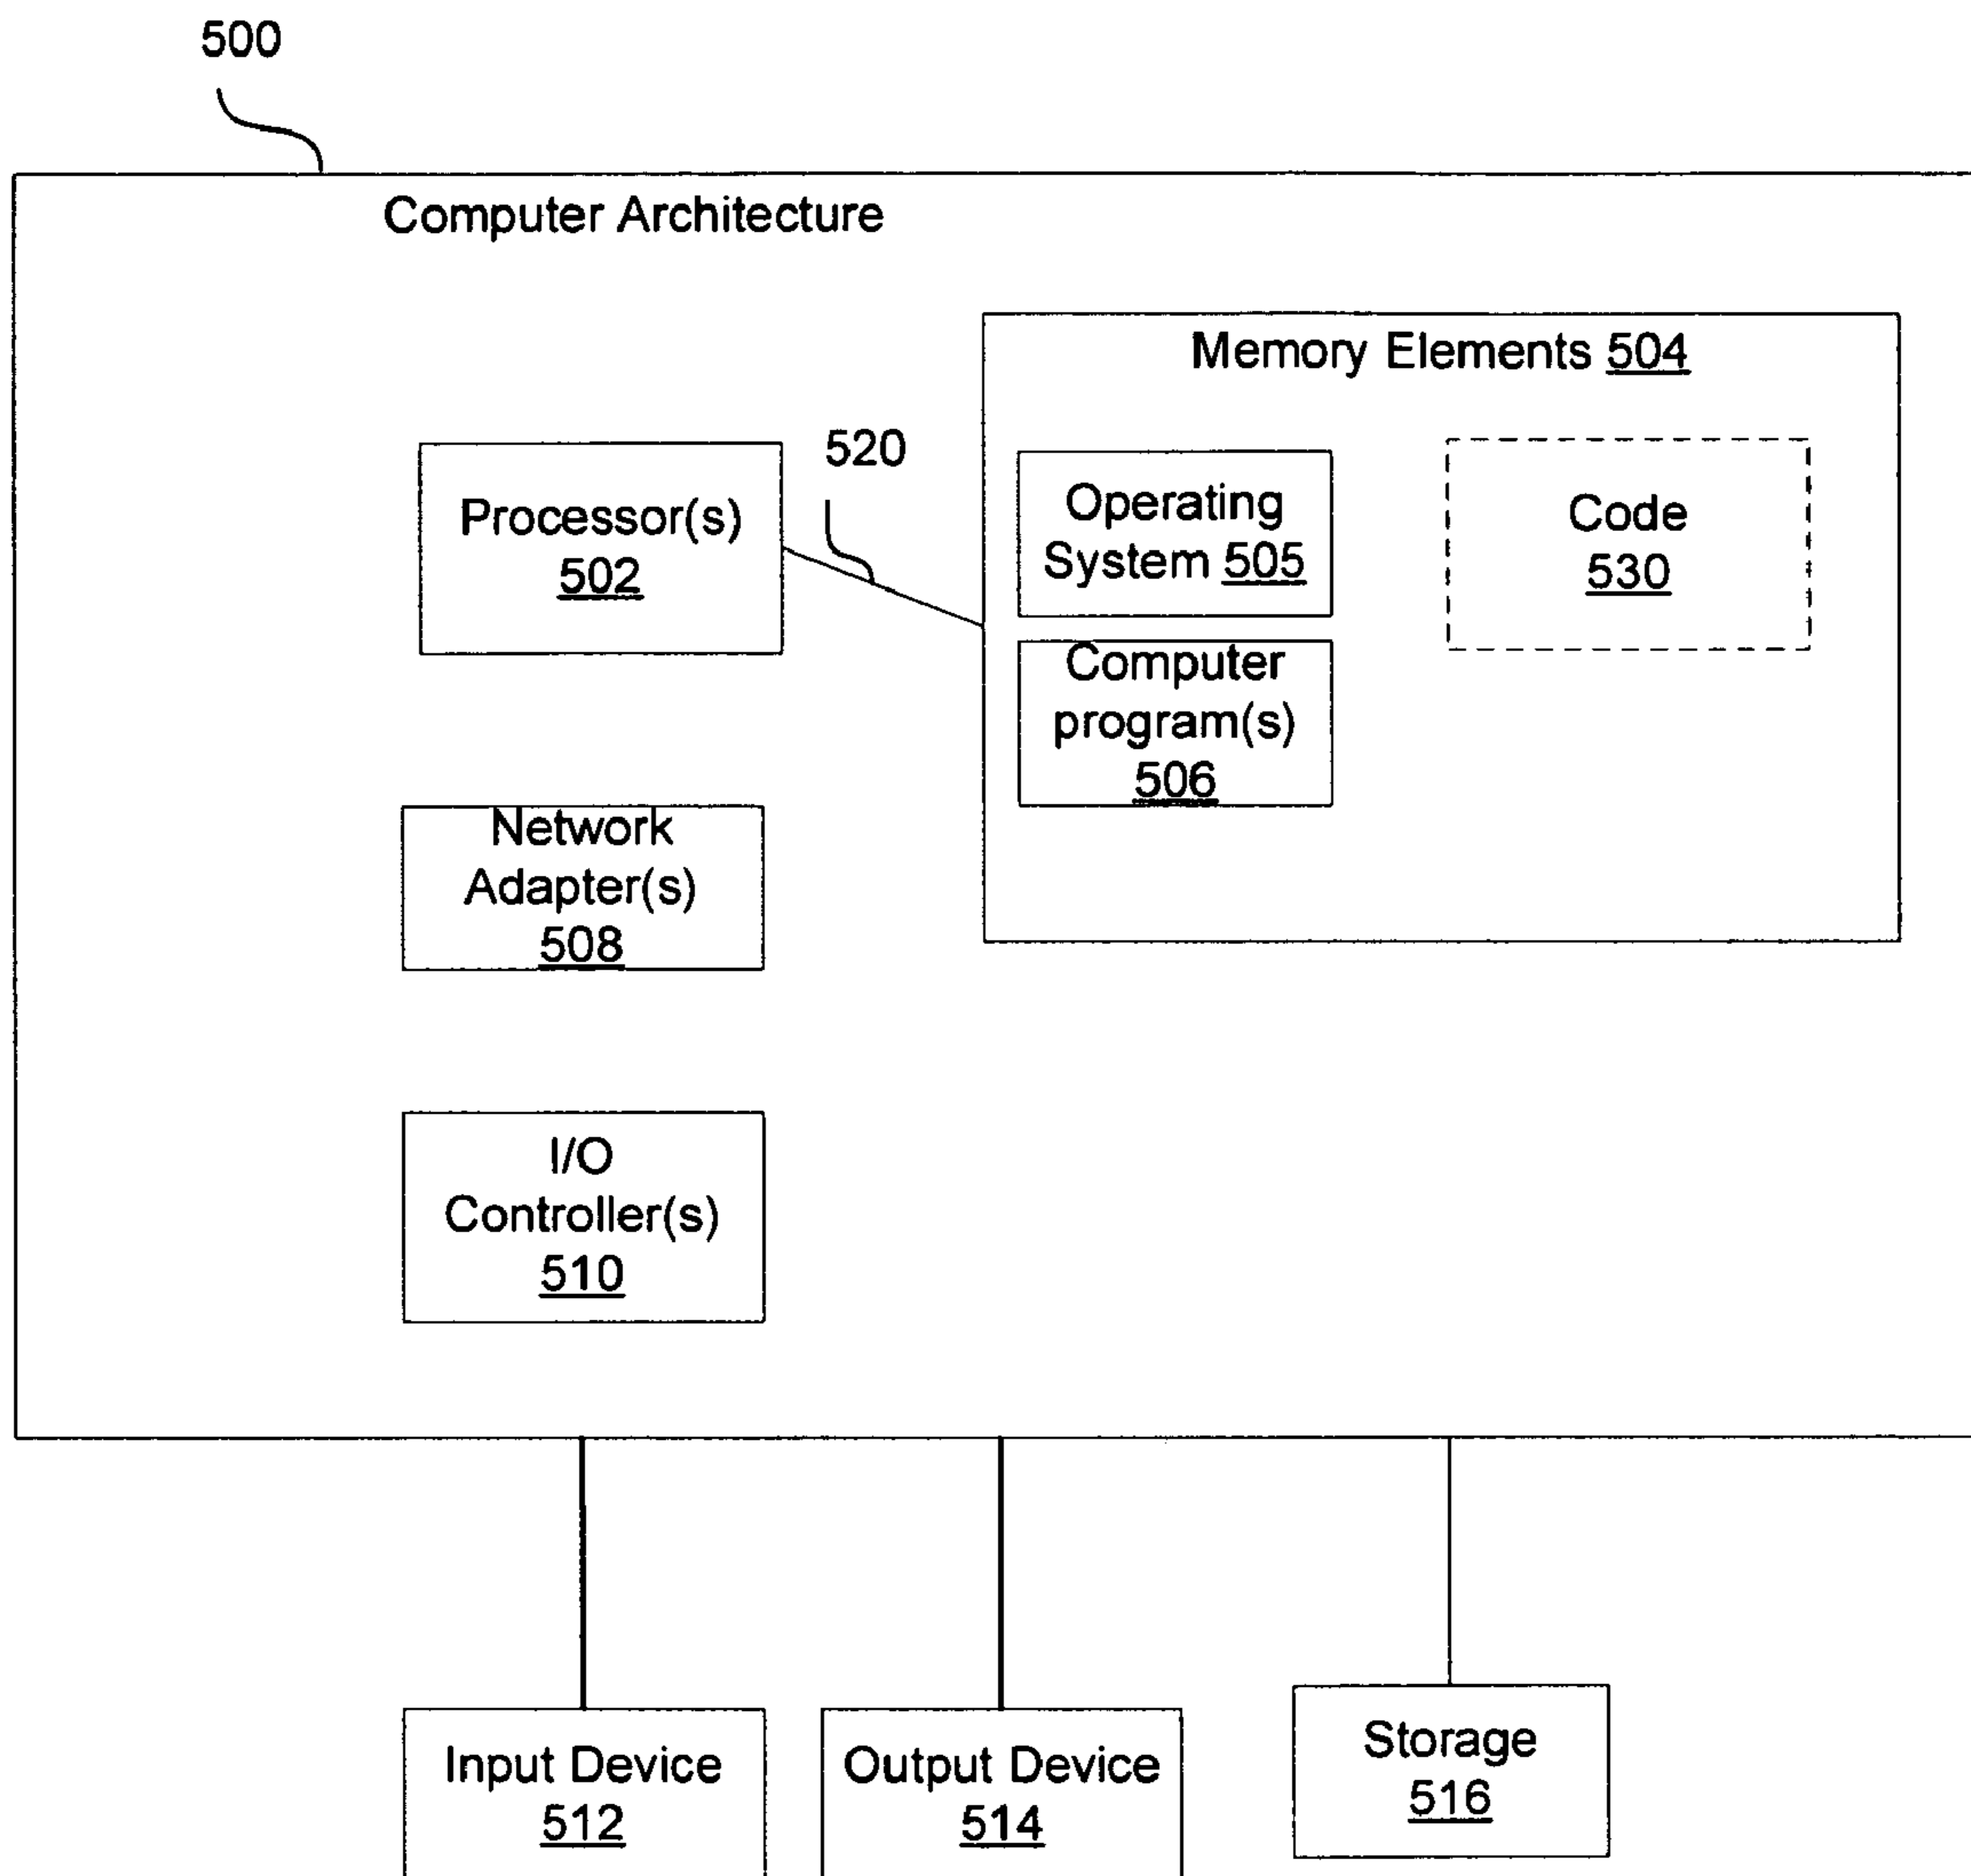 500
Computer Architecture
Memory Elements 504
520
Processor(s)
502
Operating
System 505
Code
530
Computer
program(s)
506
Network
Adapter(s)
508
I/O
Controller(s)
510
Input Device
512
Output Device
514
Storage
516